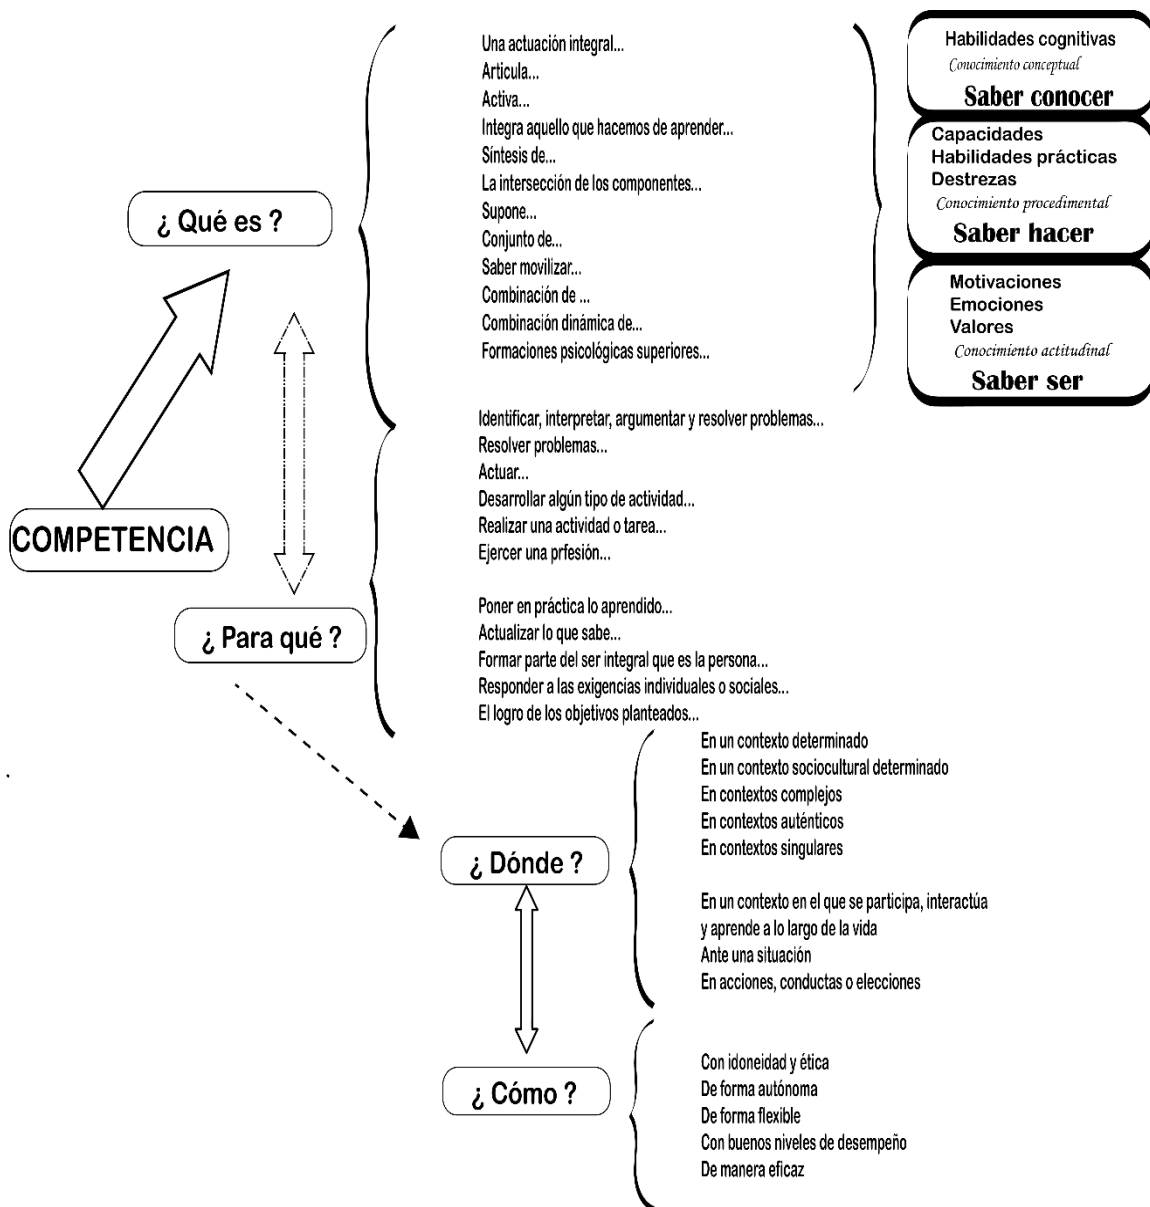 ¿ Qué es ?
Una actuación integral...
Articula...
Activa...
Integra aquello que hacemos de aprender...
Síntesis de...
La intersección de los componentes...
Supone...
Conjunto de...
Saber movilizar...
Combinación de ...
Combinación dinámica de...
Formaciones psicológicas superiores...
Habilidades cognitivas
Conocimiento conceptual
Saber conocer
Capacidades
Habilidades prácticas
Destrezas
Conocimiento procedimental
Saber hacer
Motivaciones
Emociones
Valores
Conocimiento actitudinal
Saber ser
COMPETENCIA
¿ Para qué ?
Identificar, interpretar, argumentar y resolver problemas...
Resolver problemas...
Actuar...
Desarrollar algún tipo de actividad...
Realizar una actividad o tarea...
Ejercer una prfesión...
Poner en práctica lo aprendido...
Actualizar lo que sabe...
Formar parte del ser integral que es la persona...
Responder a las exigencias individuales o sociales...
El logro de los objetivos planteados...
¿ Dónde ?
En un contexto determinado
En un contexto sociocultural determinado
En contextos complejos
En contextos auténticos
En contextos singulares
En un contexto en el que se participa, interactúa
y aprende a lo largo de la vida
Ante una situación
En acciones, conductas o elecciones
¿ Cómo ?
Con idoneidad y ética
De forma autónoma
De forma flexible
Con buenos niveles de desempeño
De manera eficaz